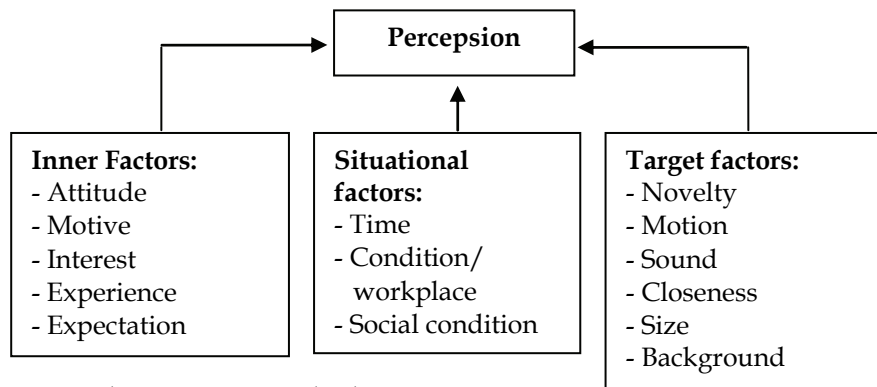 Percepsion
Inner Factors:
- Attitude
- Motive
- Interest
- Experience
- Expectation
Situational
factors:
- Time
- Condition/
workplace
- Social condition
Target factors:
- Novelty
- Motion
- Sound
- Closeness
- Size
- Background